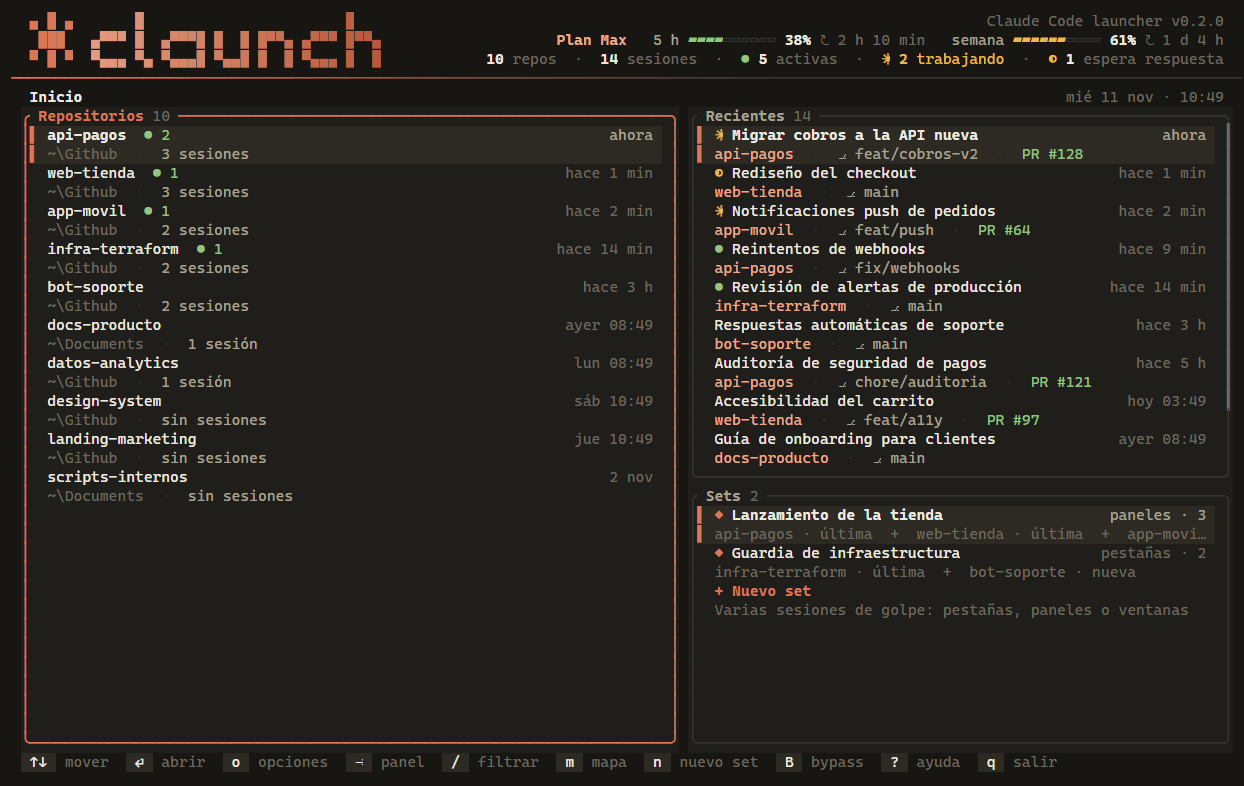 claunch
Claude Code launcher v0.2.0
Plan Max 5 h 38% 2 h 10 min semana 61% 1 d 4 h
10 repos · 14 sesiones · ● 5 activas · 2 trabajando · 1 espera respuesta
Inicio
mié 11 nov · 10:49
Repositorios 10
api-pagos ● 2 ahora
~\Github · 3 sesiones
web-tienda ● 1 hace 1 min
~\Github · 3 sesiones
app-movil ● 1 hace 2 min
~\Github · 2 sesiones
infra-terraform ● 1 hace 14 min
~\Github · 2 sesiones
bot-soporte hace 3 h
~\Github · 2 sesiones
docs-producto ayer 08:49
~\Documents · 1 sesión
datos-analytics lun 08:49
~\Github · 1 sesión
design-system sáb 10:49
~\Github · sin sesiones
landing-marketing jue 10:49
~\Github · sin sesiones
scripts-internos 2 nov
~\Documents · sin sesiones
Recientes 14
Migrar cobros a la API nueva ahora
api-pagos · feat/cobros-v2 · PR #128
Rediseño del checkout hace 1 min
web-tienda · main
Notificaciones push de pedidos hace 2 min
app-movil · feat/push · PR #64
● Reintentos de webhooks hace 9 min
api-pagos · fix/webhooks
● Revisión de alertas de producción hace 14 min
infra-terraform · main
Respuestas automáticas de soporte hace 3 h
bot-soporte · main
Auditoría de seguridad de pagos hace 5 h
api-pagos · chore/auditoria · PR #121
Accesibilidad del carrito hoy 03:49
web-tienda · feat/a11y · PR #97
Guía de onboarding para clientes ayer 08:49
docs-producto · main
Sets 2
◆ Lanzamiento de la tienda paneles · 3
api-pagos · última + web-tienda · última + app-movi…
◆ Guardia de infraestructura pestañas · 2
infra-terraform · última + bot-soporte · nueva
+ Nuevo set
Varias sesiones de golpe: pestañas, paneles o ventanas
↑↓ mover ↵ abrir o opciones ⇥ panel / filtrar m mapa n nuevo set B bypass ? ayuda q salir